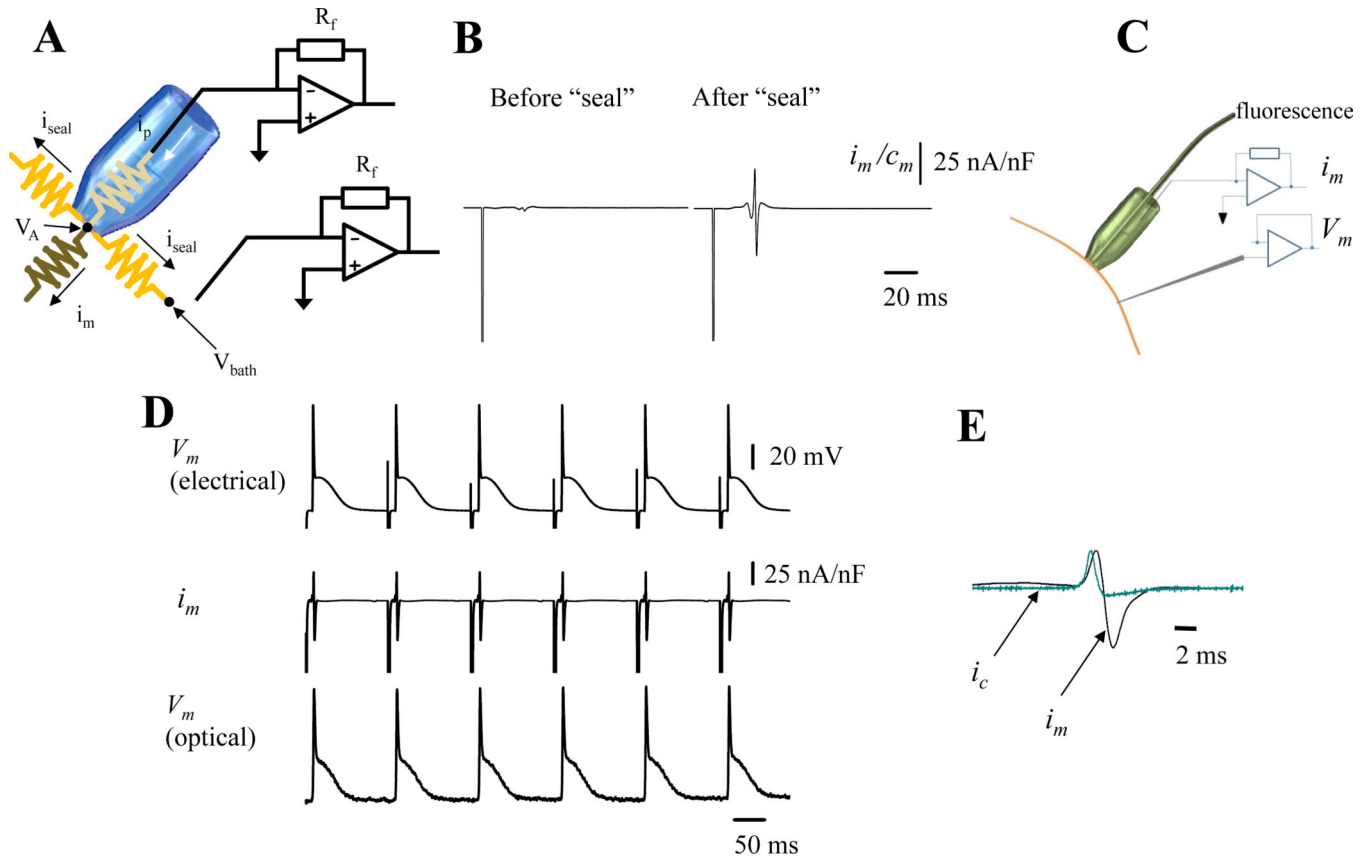 A
R_f
i_seal
i_p
-
+
R_f
V_A
i_seal
-
+
i_m
V_bath
B
Before “seal”
After “seal”
i_m/c_m
25 nA/nF
20 ms
C
fluorescence
i_m
V_m
D
V_m
(electrical)
20 mV
i_m
25 nA/nF
V_m
(optical)
50 ms
E
2 ms
i_c
i_m